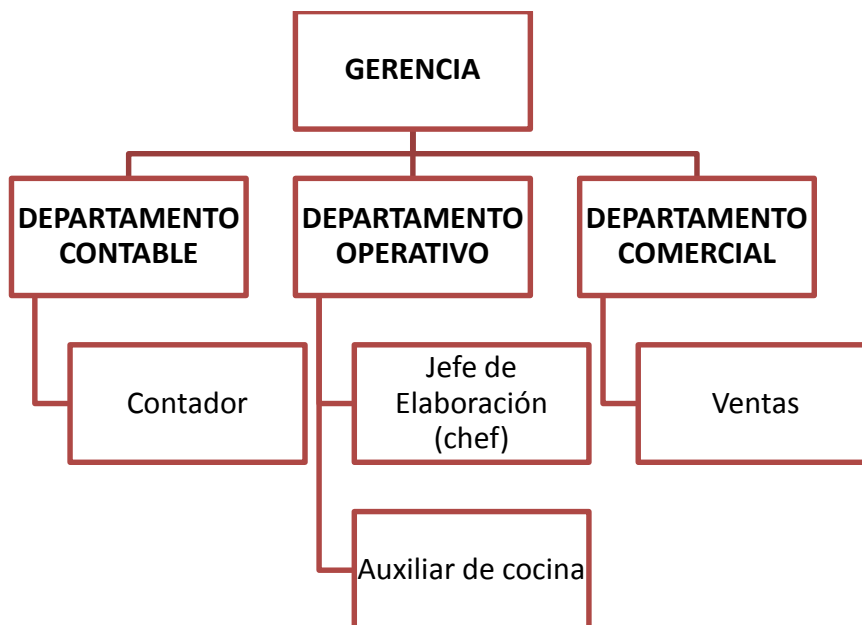 GERENCIA
DEPARTAMENTO
CONTABLE
DEPARTAMENTO
OPERATIVO
DEPARTAMENTO
COMERCIAL
Contador
Jefe de
Elaboración
(chef)
Ventas
Auxiliar de cocina